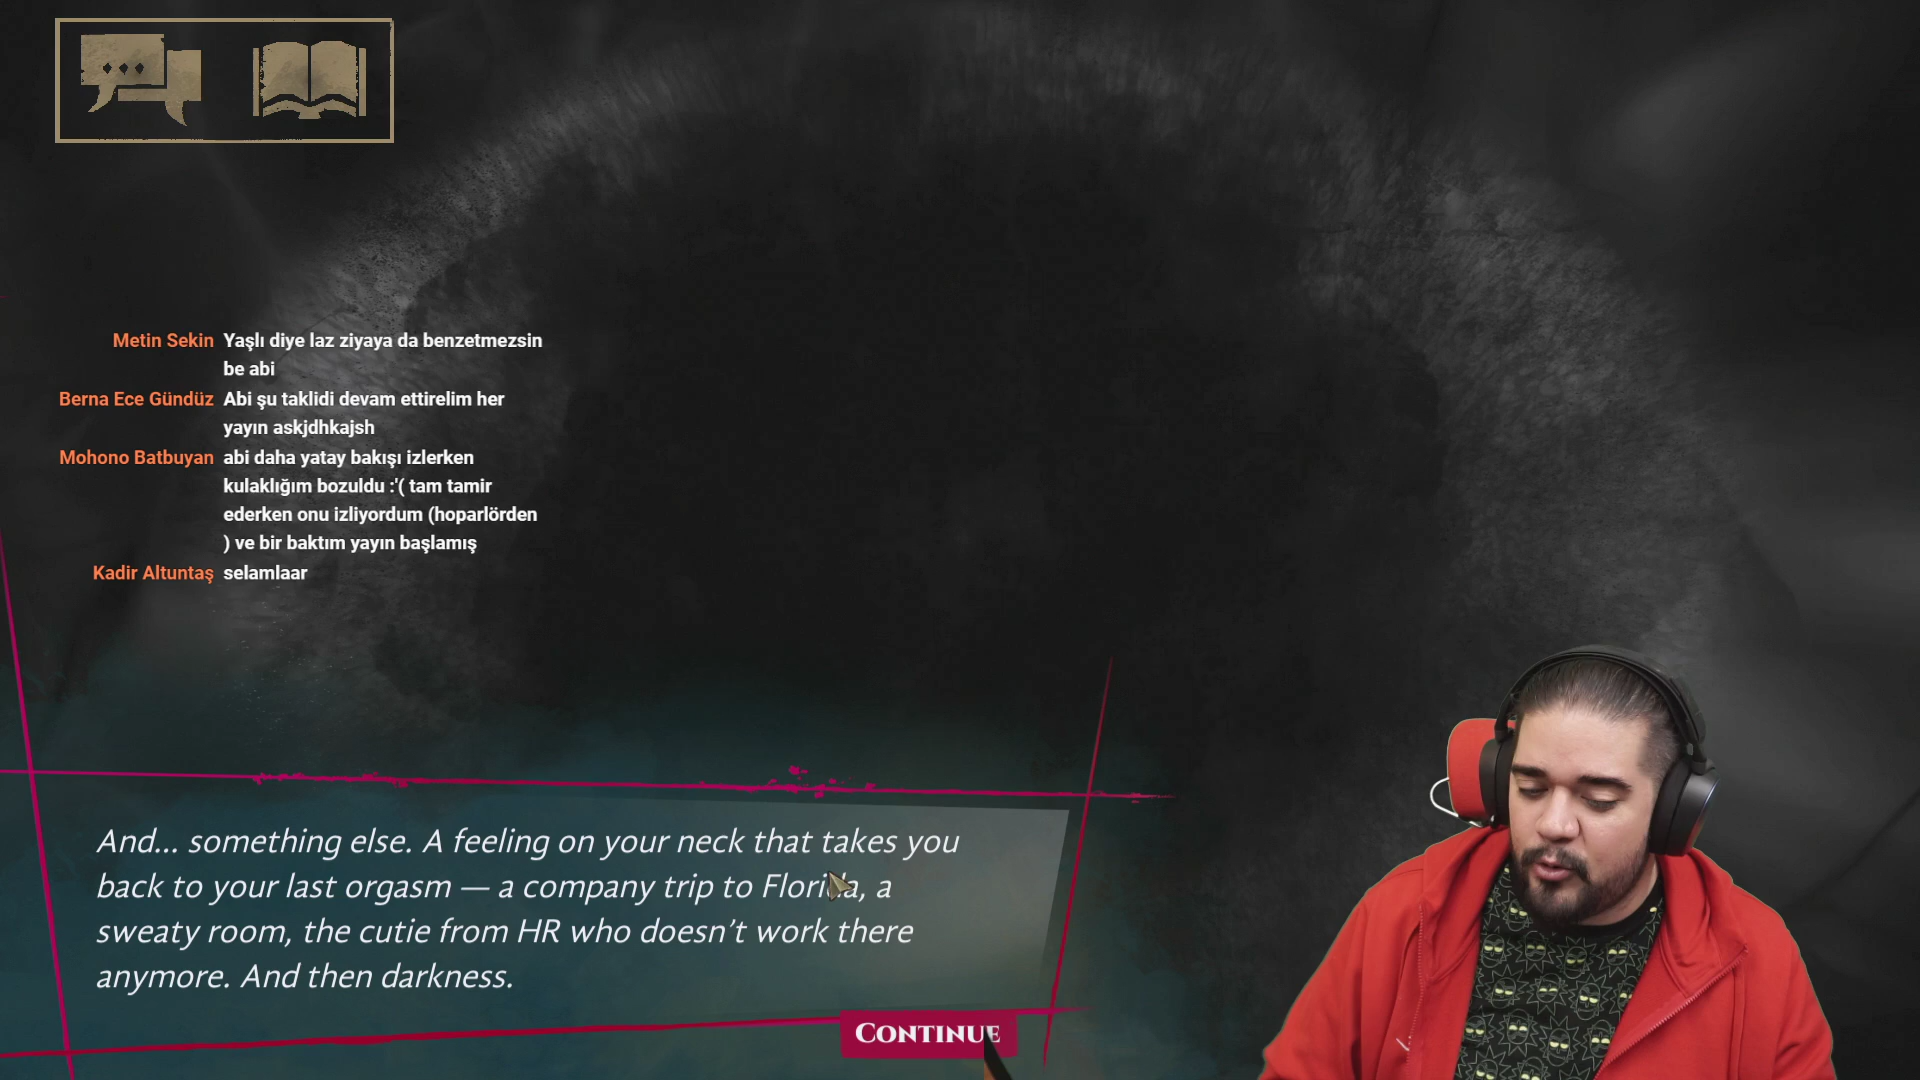 Metin Sekin Yaşlı diye laz ziyaya da benzetmezsin
be abi
Berna Ece Gündüz Abi şu taklidi devam ettirelim her
yayın askjdhkajsh
Mohono Batbuyan abi daha yatay bakışı izlerken
kulaklığım bozuldu :'( tam tamir
ederken onu izliyordum (hoparlörden
) ve bir baktım yayın başlamış
Kadir Altuntaş selamlaar
And... something else. A feeling on your neck that takes you
back to your last orgasm — a company trip to Florida, a
sweaty room, the cutie from HR who doesn't work there
anymore. And then darkness.
CONTINUE